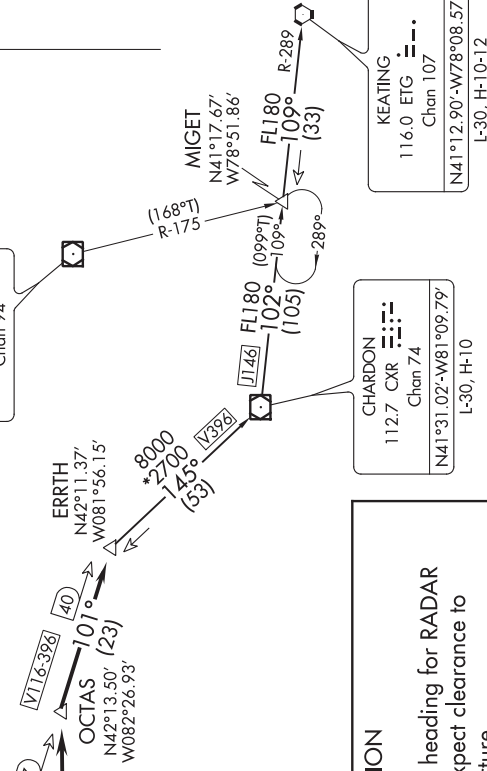 Chan 94
R-289
KEATING
116.0 ETG
Chan 107
N41°12.90′-W78°08.57
L-30, H-10-12
MIGET
N41°17.67′
W78°51.86′
FL180
109°
(33)
(168°T)
R-175
(099°T)
109°
289°
FL180
102°
(105)
J146
CHARDON
112.7 CXR
Chan 74
N41°31.02′-W81°09.79′
L-30, H-10
V396
8000
*2700
145°
(53)
ERRTH
N42°11.37′
W081°56.15′
40
V116-396
101°
(23)
OCTAS
N42°13.50′
W082°26.93′
ION
heading for RADAR
xpect clearance to